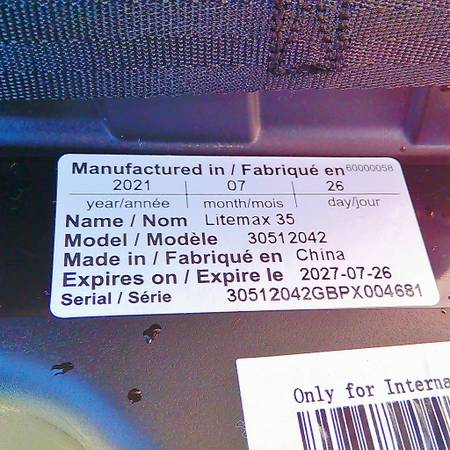 Manufactured in / Fabriqué en 60000058
2021 07 26
year/année month/mois day/jour
Name / Nom Litemax 35
Model / Modèle 30512042
Made in / Fabriqué en China
Expires on / Expire le 2027-07-26
Serial / Série 30512042GBPX004681
Only for Interna